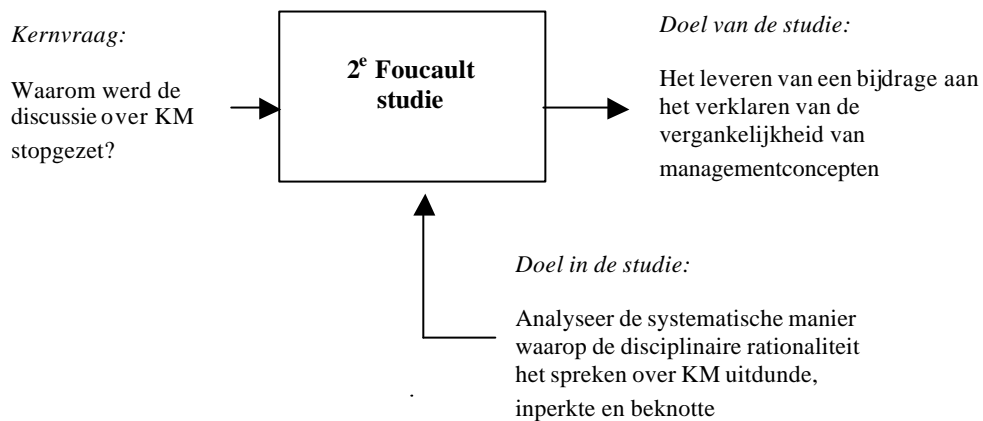 Kernvraag:
Waarom werd de
discussie over KM
stopgezet?
2e Foucault
studie
Doel van de studie:
Het leveren van een bijdrage aan
het verklaren van de
vergankelijkheid van
managementconcepten
Doel in de studie:
Analyseer de systematische manier
waarop de disciplinaire rationaliteit
het spreken over KM uitdunde,
inperkte en beknotte
.